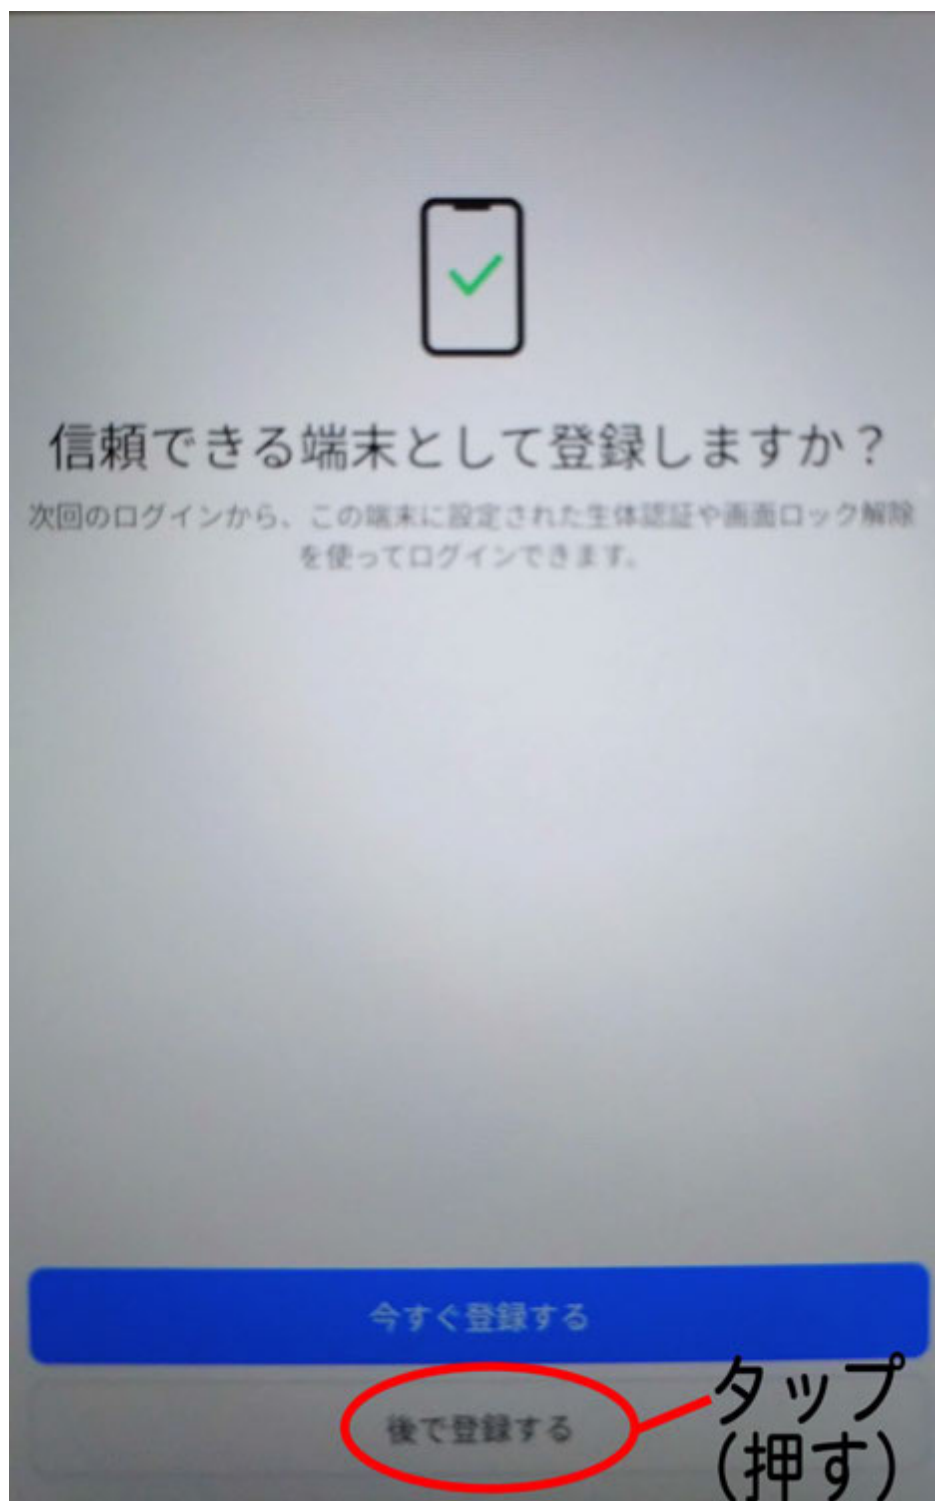 信頼できる端末として登録しますか？
次回のログインから、この端末に設定された生体認証や画面ロック解除
を使ってログインできます。
今すぐ登録する
後で登録する
タップ
(押す)